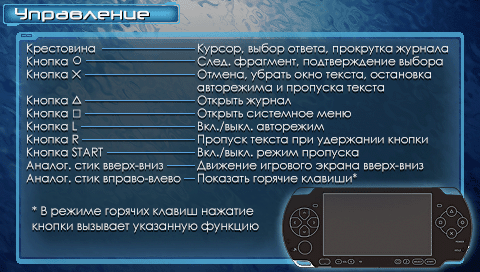 Управление
Крестовина Курсор, выбор ответа, прокрутка журнала
Кнопка O След. фрагмент, подтверждение выбора
Кнопка X Отмена, убрать окно текста, остановка
авторежима и пропуска текста
Кнопка △ Открыть журнал
Кнопка □ Открыть системное меню
Кнопка L Вкл./выкл. авторежим
Кнопка R Пропуск текста при удержании кнопки
Кнопка START Вкл./выкл. режим пропуска
Аналог. стик вверх-вниз Движение игрового экрана вверх-вниз
Аналог. стик вправо-влево Показать горячие клавиши*
* В режиме горячих клавиш нажатие
кнопки вызывает указанную функцию